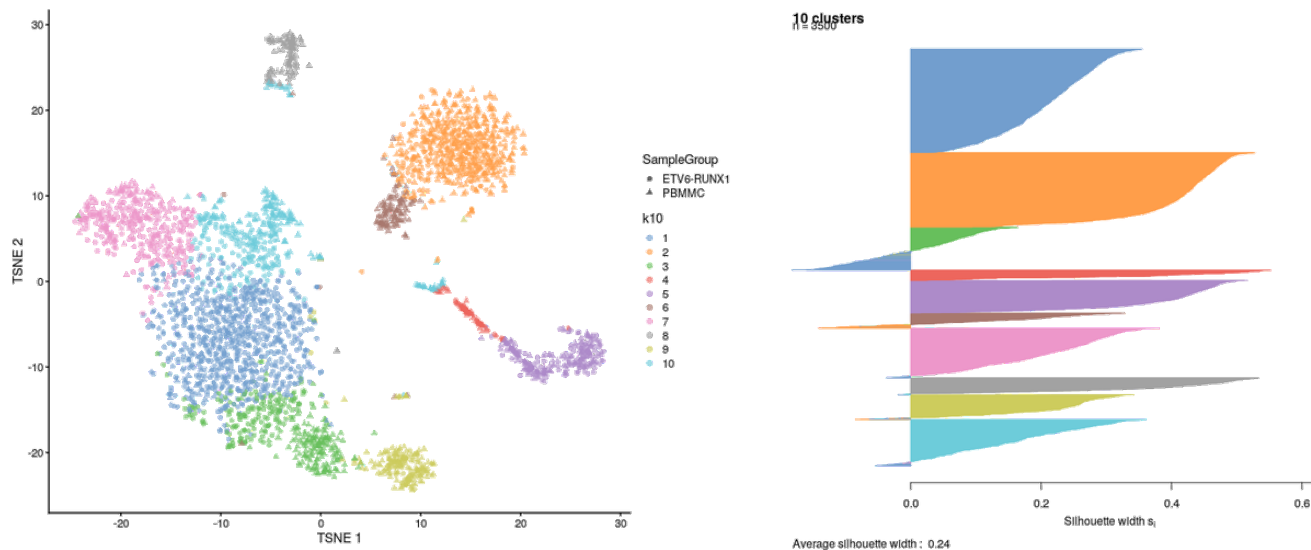 30
20
10
0
-10
-20
-20
-10
0
10
20
30
TSNE 2
TSNE 1
SampleGroup
ETV6-RUNX1
PBMMC
k10
1
2
3
4
5
6
7
8
9
10
10 clusters
n = 3500
0.0
0.2
0.4
0.6
Silhouette width si
Average silhouette width : 0.24